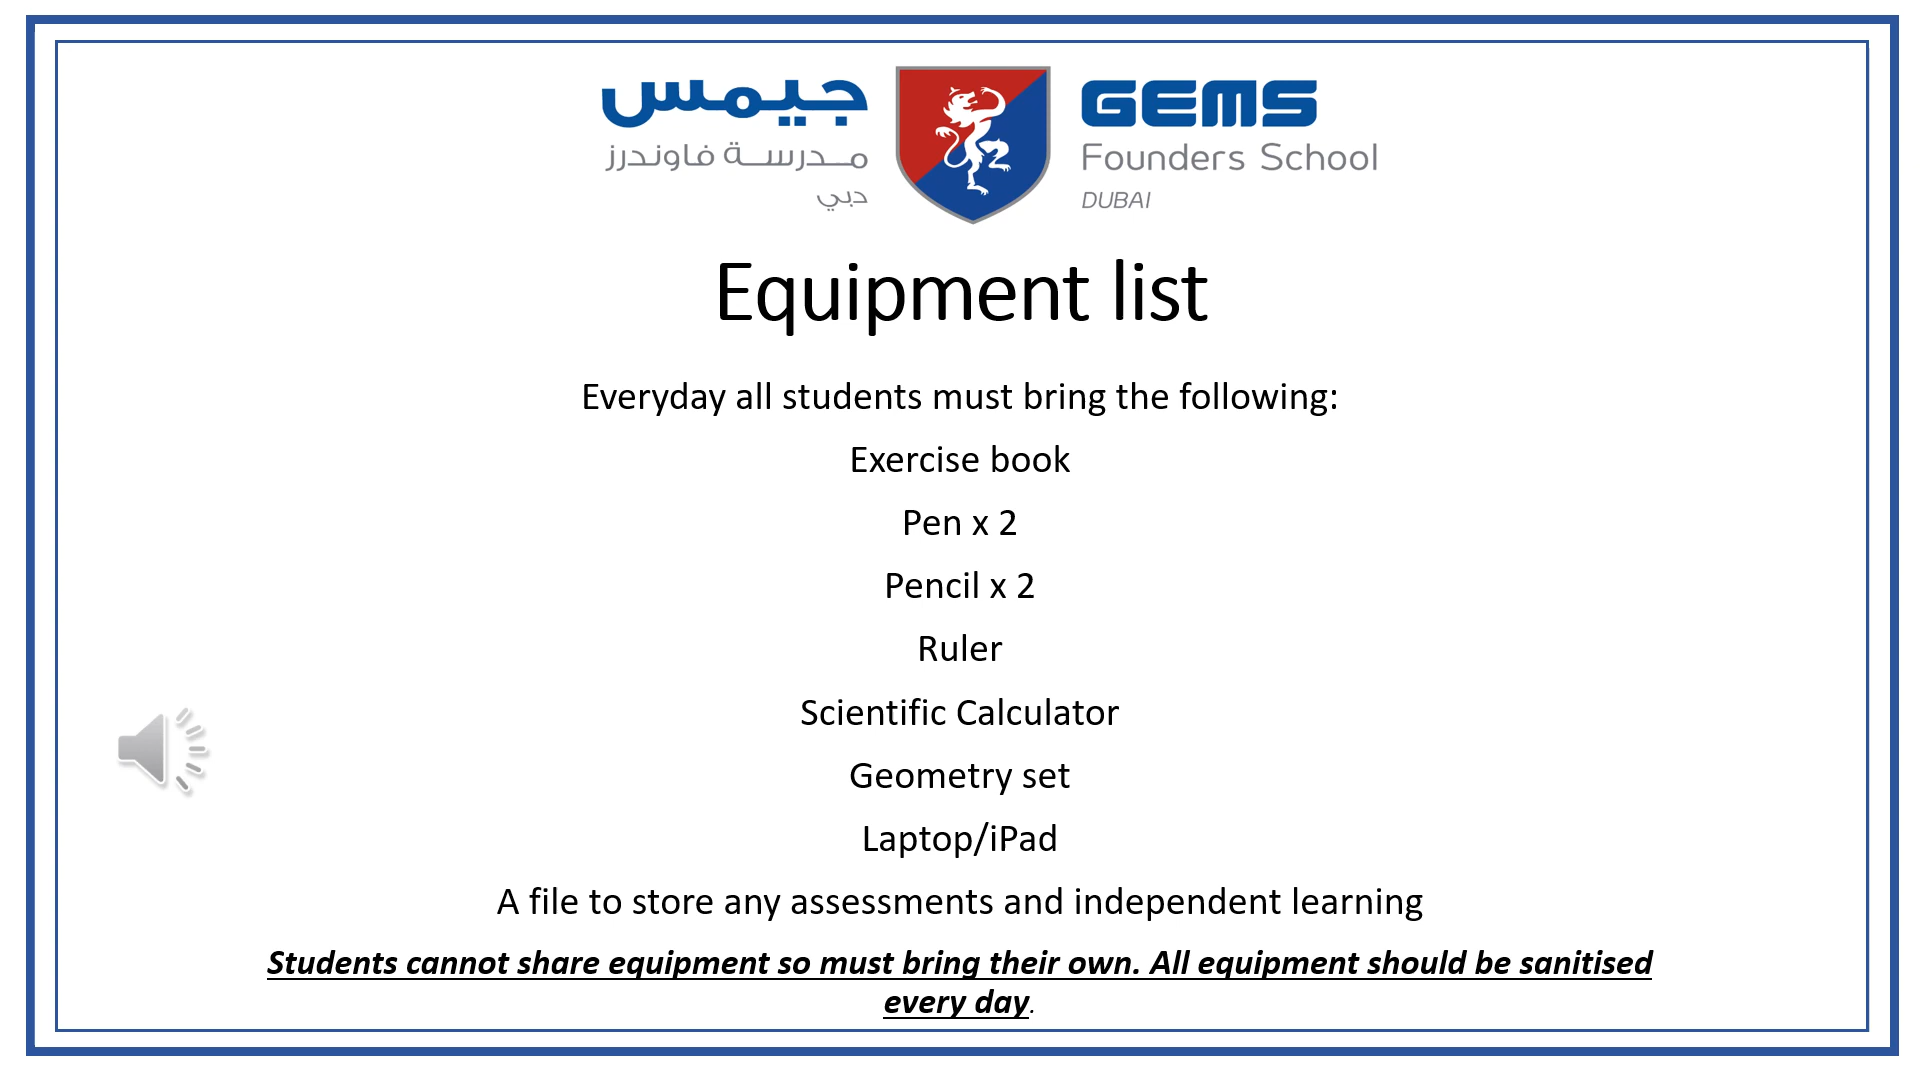 جيمس
مدرسة فاوندرز
دبي
GEMS
Founders School
DUBAI
Equipment list
Everyday all students must bring the following:
Exercise book
Pen x 2
Pencil x 2
Ruler
Scientific Calculator
Geometry set
Laptop/iPad
A file to store any assessments and independent learning
Students cannot share equipment so must bring their own. All equipment should be sanitised
every day.